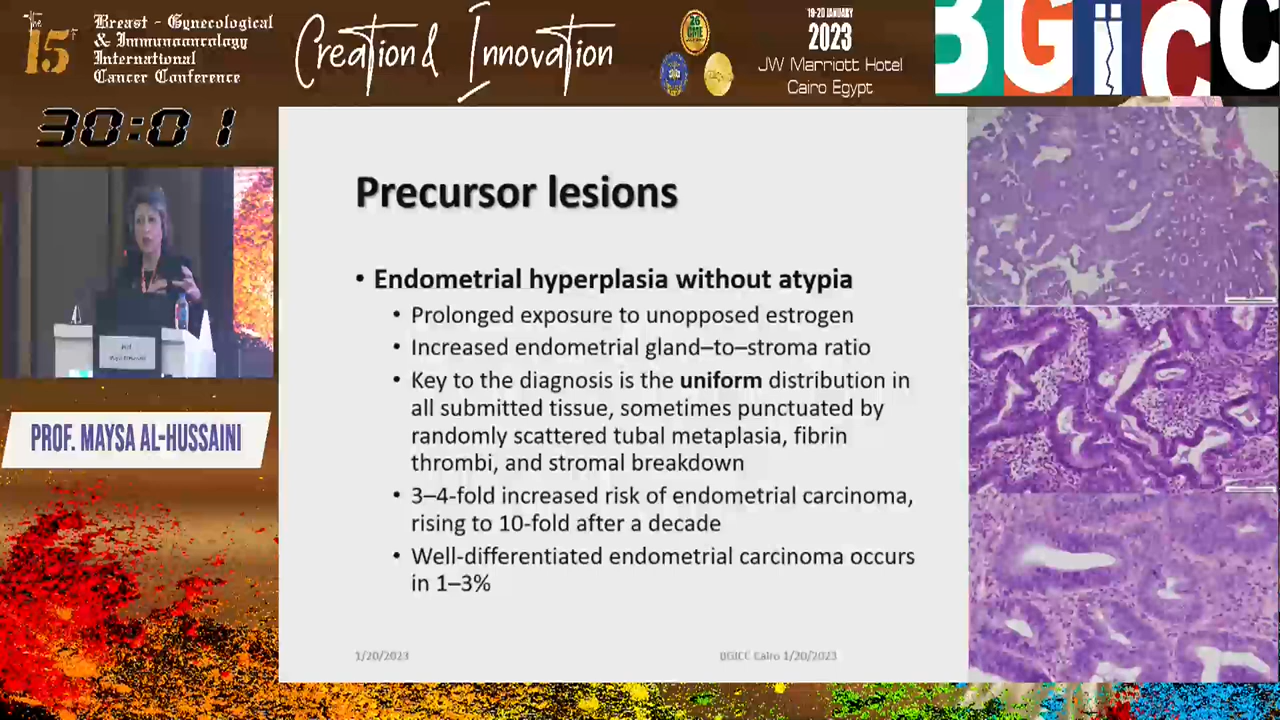 The
15th
Breast - Gynecological
& Immunooncology
International
Cancer Conference
Creation & Innovation
18-20 JANUARY
2023
JW Marriott Hotel
Cairo Egypt
BGICC
30:01
PROF. MAYSA AL-HUSSAINI
Precursor lesions
• Endometrial hyperplasia without atypia
• Prolonged exposure to unopposed estrogen
• Increased endometrial gland–to–stroma ratio
• Key to the diagnosis is the uniform distribution in
all submitted tissue, sometimes punctuated by
randomly scattered tubal metaplasia, fibrin
thrombi, and stromal breakdown
• 3–4-fold increased risk of endometrial carcinoma,
rising to 10-fold after a decade
• Well-differentiated endometrial carcinoma occurs
in 1–3%
1/20/2023
BGICC Cairo 1/20/2023